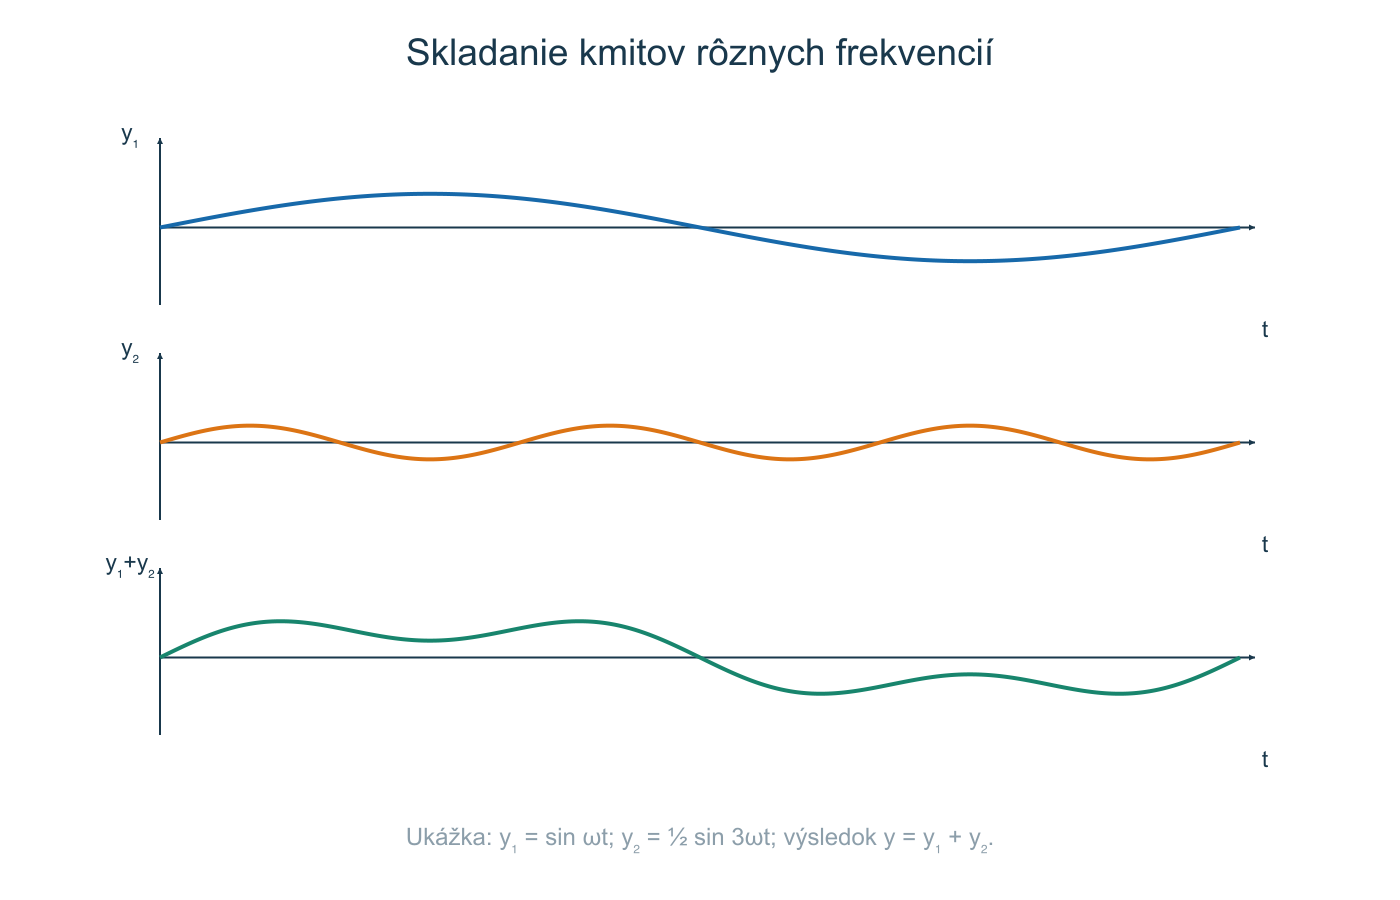 Skladanie kmitov rôznych frekvencií
y₁
t
y₂
t
y₁+y₂
t
Ukážka: y₁ = sin ωt; y₂ = ½ sin 3ωt; výsledok y = y₁ + y₂.